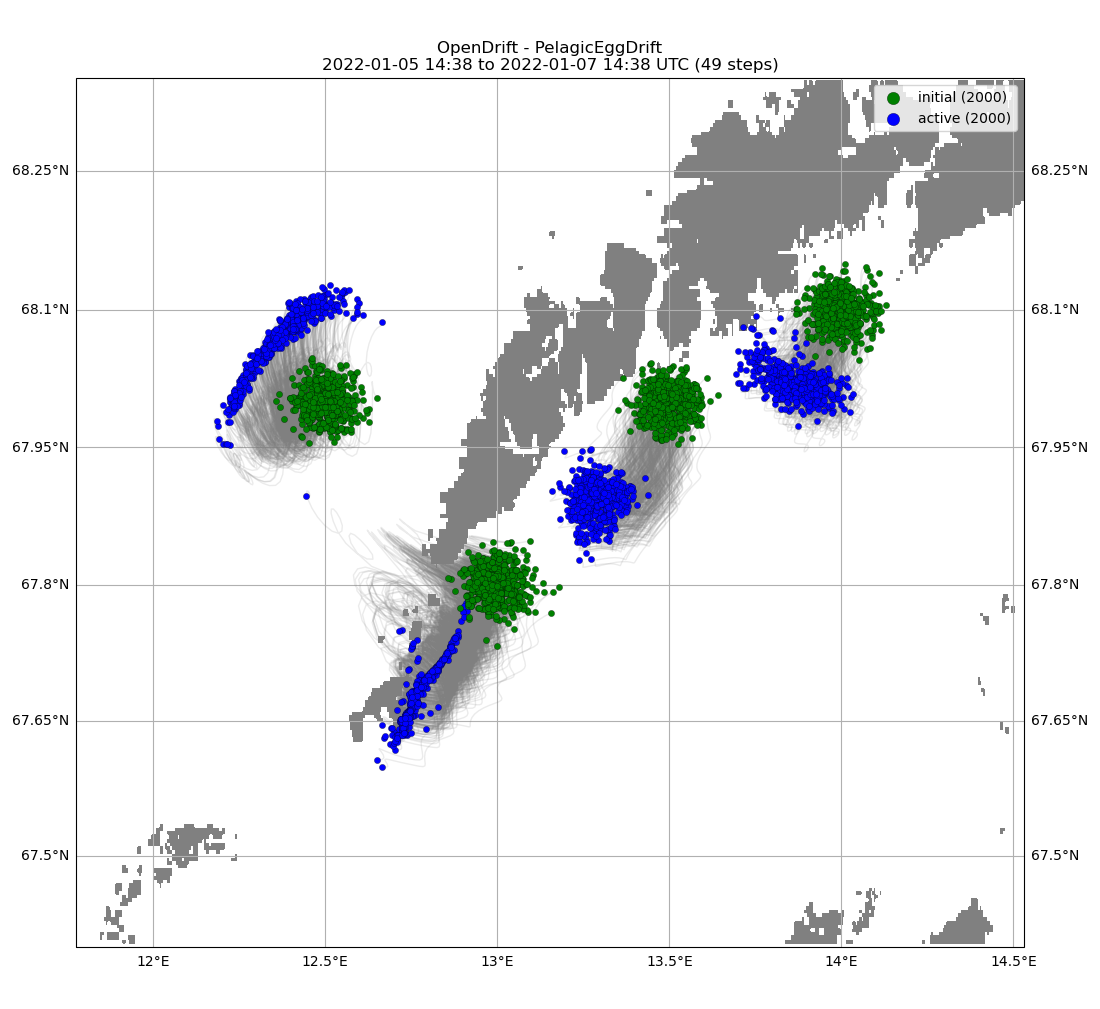 OpenDrift - PelagicEggDrift
2022-01-05 14:38 to 2022-01-07 14:38 UTC (49 steps)
initial (2000)
active (2000)
68.25°N 68.25°N
68.1°N 68.1°N
67.95°N 67.95°N
67.8°N 67.8°N
67.65°N 67.65°N
67.5°N 67.5°N
12°E 12.5°E 13°E 13.5°E 14°E 14.5°E